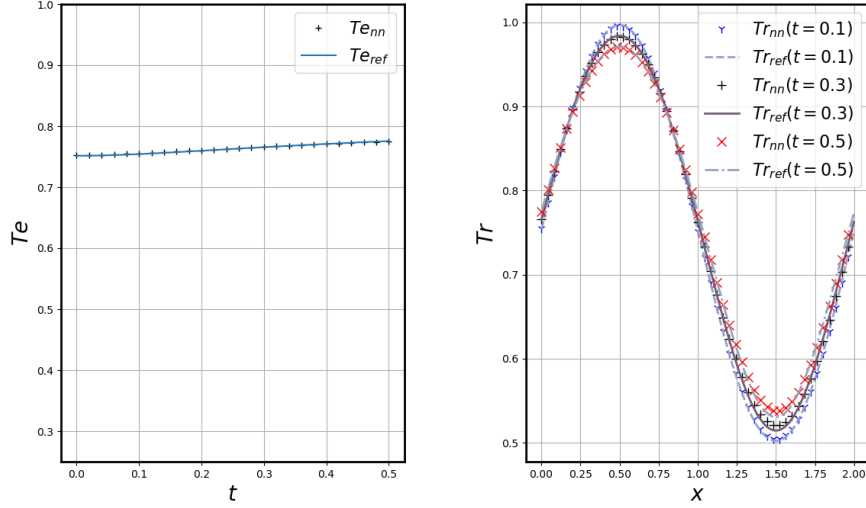 1.0
0.9
0.8
0.7
0.6
0.5
0.4
0.3
0.0 0.1 0.2 0.3 0.4 0.5
Te
t
Te_nn
Te_ref
1.0
0.9
0.8
0.7
0.6
0.5
0.00 0.25 0.50 0.75 1.00 1.25 1.50 1.75 2.00
Tr
x
Tr_nn(t = 0.1)
Tr_ref(t = 0.1)
Tr_nn(t = 0.3)
Tr_ref(t = 0.3)
Tr_nn(t = 0.5)
Tr_ref(t = 0.5)